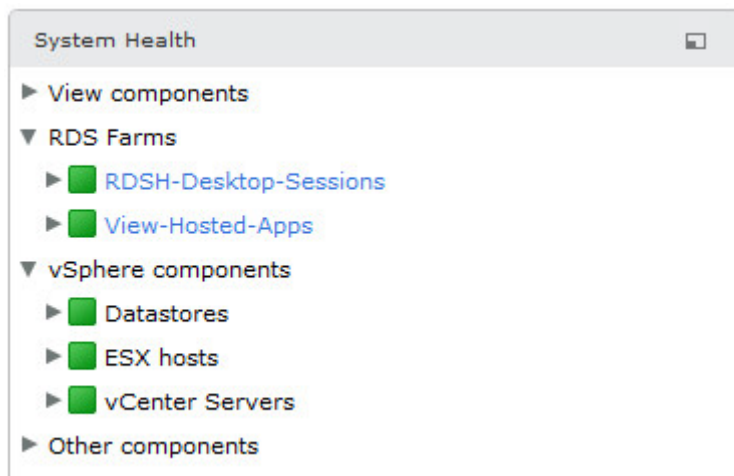 System Health
View components
RDS Farms
RDSH-Desktop-Sessions
View-Hosted-Apps
vSphere components
Datastores
ESX hosts
vCenter Servers
Other components